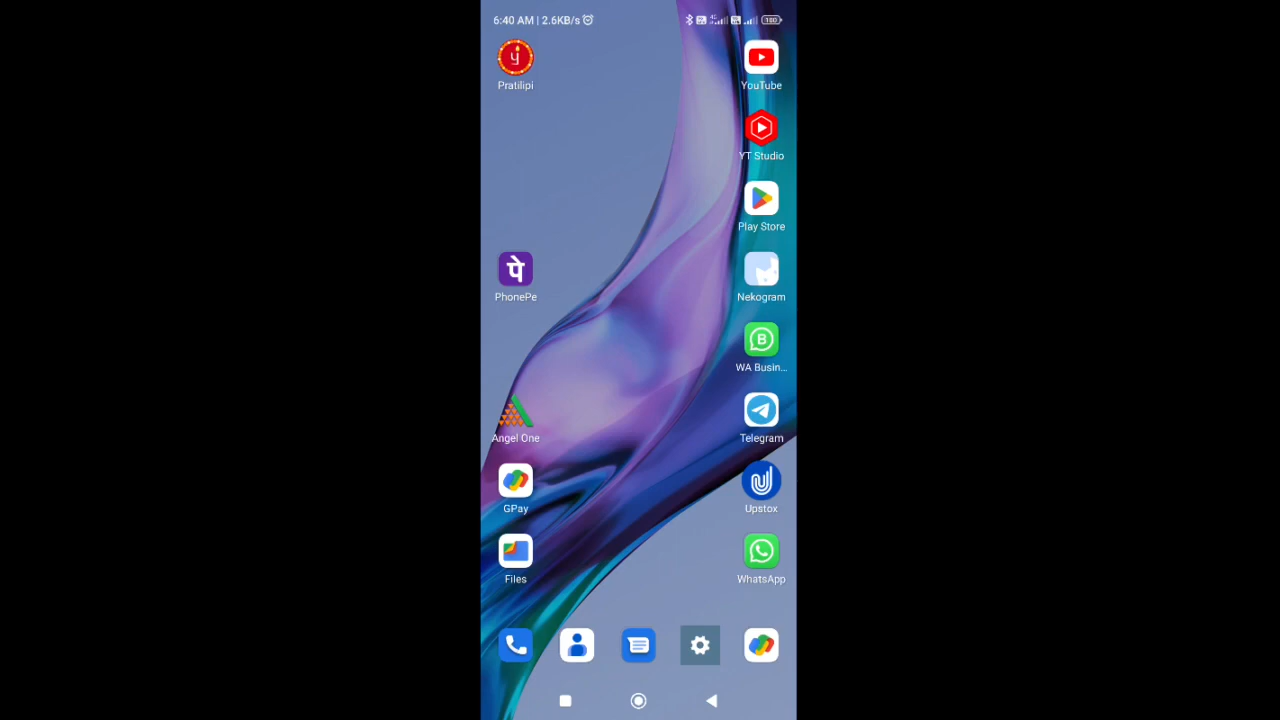 6:40 AM | 2.6KB/s
100
Pratilipi
YouTube
YT Studio
Play Store
पे
PhonePe
Nekogram
B
WA Busin...
Angel One
Telegram
GPay
Upstox
Files
WhatsApp